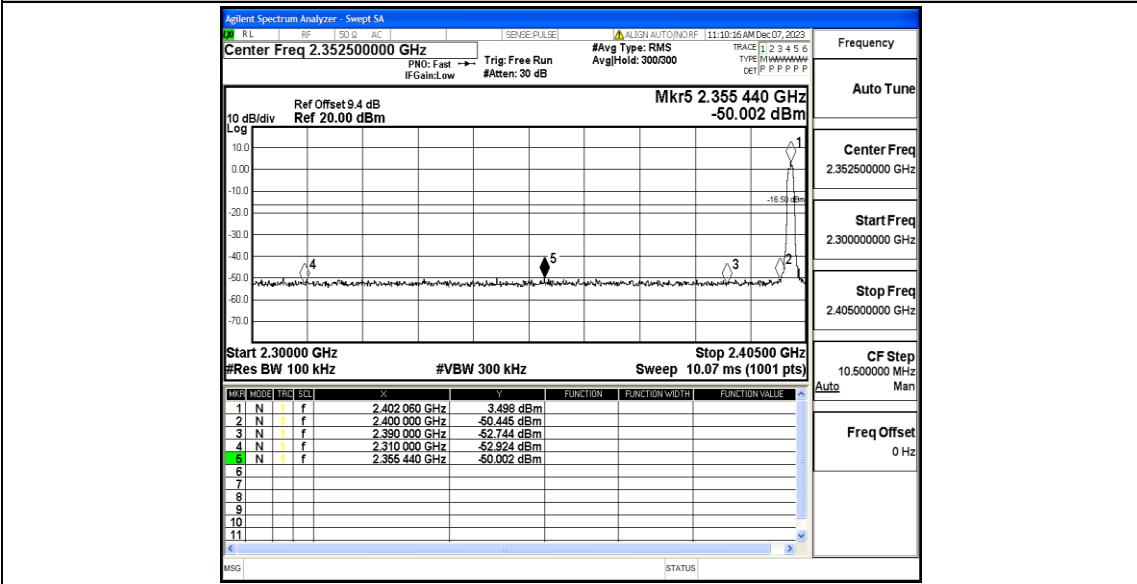 Agilent Spectrum Analyzer - Swept SA
RL RF 50 Ω AC SENSE:PULSE ALIGN AUTO/NO RF 11:10:16 AM Dec 07, 2023
Center Freq 2.352500000 GHz
PNO: Fast
IFGain:Low
Trig: Free Run
#Atten: 30 dB
#Avg Type: RMS
Avg|Hold: 300/300
TRACE 1 2 3 4 5 6
TYPE M WWWWW
DET P P P P P P
Frequency
Auto Tune
Center Freq
2.352500000 GHz
Start Freq
2.300000000 GHz
Stop Freq
2.405000000 GHz
CF Step
10.500000 MHz
Auto Man
Freq Offset
0 Hz
Mkr5 2.355 440 GHz
-50.002 dBm
Ref Offset 9.4 dB
10 dB/div Ref 20.00 dBm
Log
10.0
0.00
-10.0
-20.0
-30.0
-40.0
-50.0
-60.0
-70.0
1
-16.50 dBm
4
5
3
2
Start 2.30000 GHz Stop 2.40500 GHz
#Res BW 100 kHz #VBW 300 kHz Sweep 10.07 ms (1001 pts)
MKR MODE TRC SCL X Y FUNCTION FUNCTION WIDTH FUNCTION VALUE
1 N 1 f 2.402 060 GHz 3.498 dBm
2 N 1 f 2.400 000 GHz -50.445 dBm
3 N 1 f 2.390 000 GHz -52.744 dBm
4 N 1 f 2.310 000 GHz -52.924 dBm
5 N 1 f 2.355 440 GHz -50.002 dBm
6
7
8
9
10
11
MSG STATUS